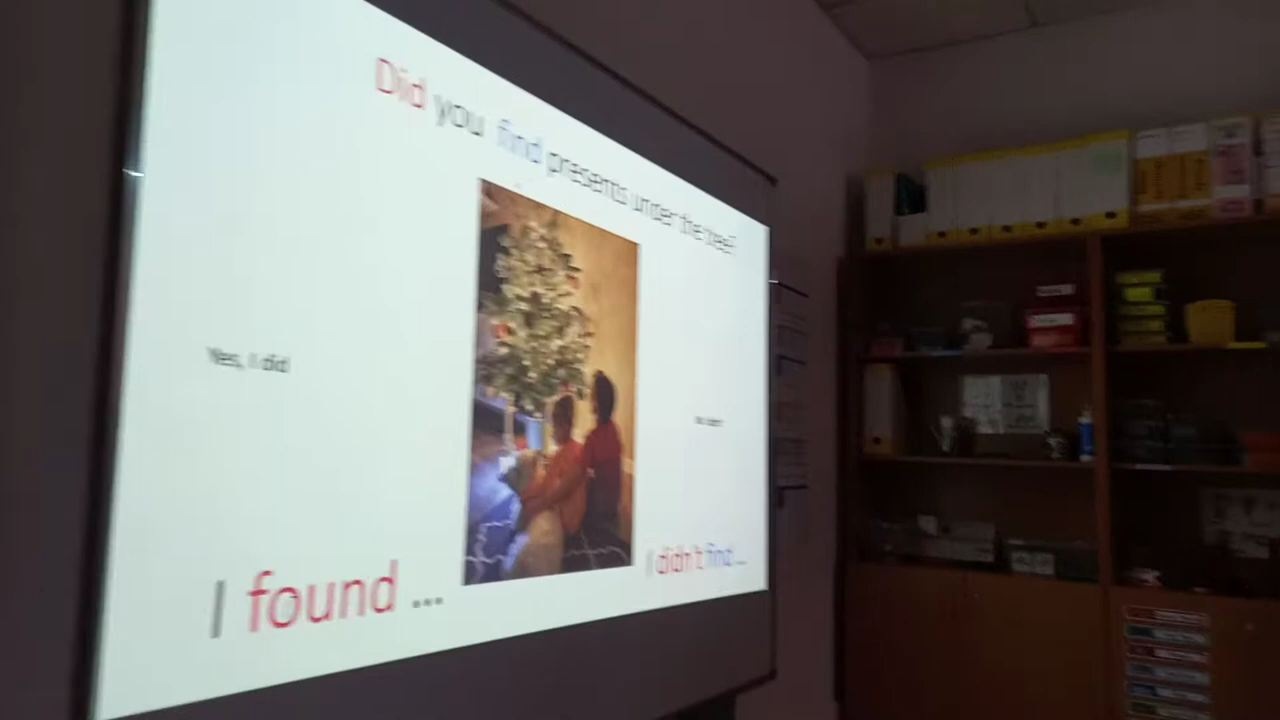 Did you find presents under the tree?
Yes, I did
I found ...
I didn't find ...